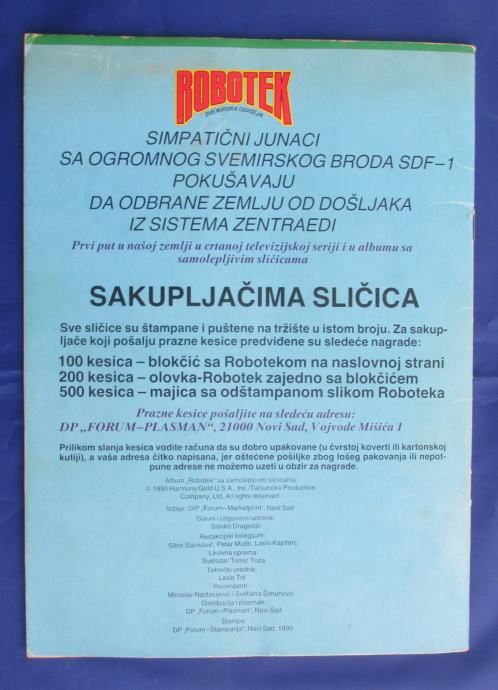 ROBOTEK
SVEMIRSKA ODISEJA
SIMPATIČNI JUNACI
SA OGROMNOG SVEMIRSKOG BRODA SDF–1
POKUŠAVAJU
DA ODBRANE ZEMLJU OD DOŠLJAKA
IZ SISTEMA ZENTRAEDI
Prvi put u našoj zemlji u crtanoj televizijskoj seriji i u albumu sa
samolepljivim sličicama
SAKUPLJAČIMA SLIČICA
Sve sličice su štampane i puštene na tržište u istom broju. Za sakup-
ljače koji pošalju prazne kesice predviđene su sledeće nagrade:
100 kesica – blokčić sa Robotekom na naslovnoj strani
200 kesica – olovka-Robotek zajedno sa blokčićem
500 kesica – majica sa odštampanom slikom Roboteka
Prazne kesice pošaljite na sledeću adresu:
DP „FORUM–PLASMAN“, 21000 Novi Sad, Vojvode Mišića 1
Prilikom slanja kesica vodite računa da su dobro upakovane (u čvrstoj koverti ili kartonskoj
kutiji), a vaša adresa čitko napisana, jer oštećene pošiljke zbog lošeg pakovanja ili nepot-
pune adrese ne možemo uzeti u obzir za nagrade.
Album „Robotek“ sa samolepljivim sličicama
© 1990 Harmony Gold U.S.A., Inc./Tatsunoko Production
Company, Ltd. All rights reserved.
Izdaje: DP „Forum–Marketprint“, Novi Sad
Glavni i odgovorni urednik:
Slavko Draginčić
Redakcijski kolegijum:
Sibin Slavković, Petar Mudri, Laslo Kapitanj
Likovna oprema:
Svetozar Tomić Toza
Tehnički urednik:
Laslo Tot
Recenzenti:
Miroslav Nastasijević i Svetlana Šimunović
Distribucija i plasman:
DP „Forum–Plasman“, Novi Sad
Štampa:
DP „Forum–Štamparija“, Novi Sad, 1990.